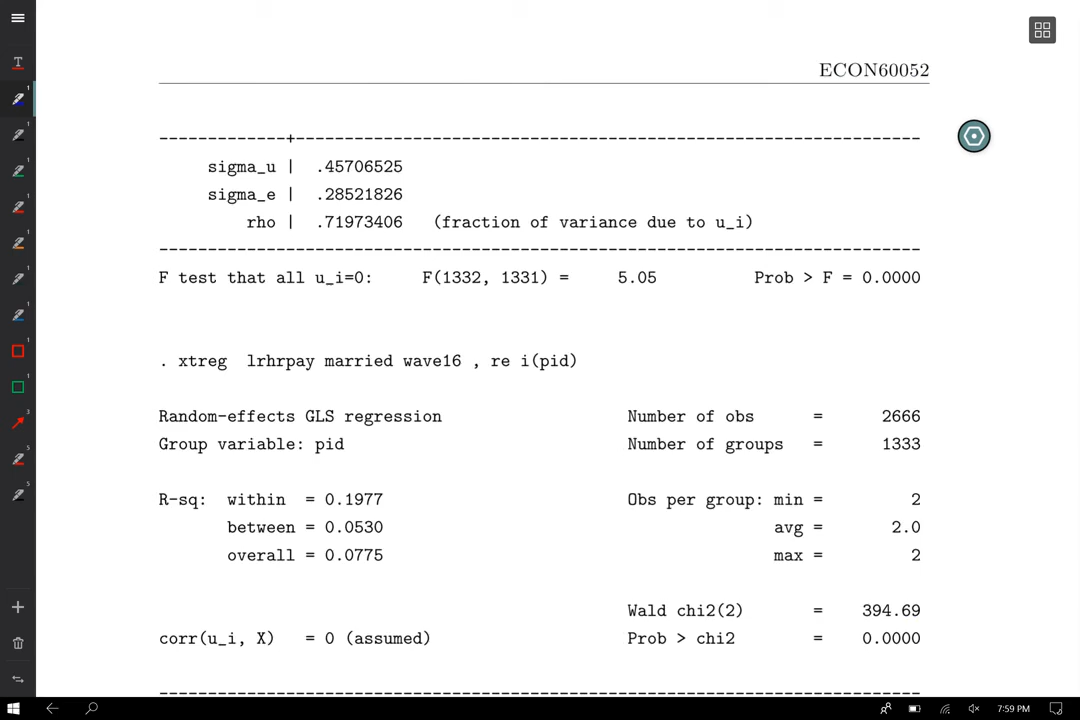 ECON60052
-------------+----------------------------------------------------------------
sigma_u | .45706525
sigma_e | .28521826
rho | .71973406 (fraction of variance due to u_i)
------------------------------------------------------------------------------
F test that all u_i=0: F(1332, 1331) = 5.05 Prob > F = 0.0000
. xtreg lrhrpay married wave16 , re i(pid)
Random-effects GLS regression Number of obs = 2666
Group variable: pid Number of groups = 1333
R-sq: within = 0.1977 Obs per group: min = 2
between = 0.0530 avg = 2.0
overall = 0.0775 max = 2
Wald chi2(2) = 394.69
corr(u_i, X) = 0 (assumed) Prob > chi2 = 0.0000
------------------------------------------------------------------------------
7:59 PM